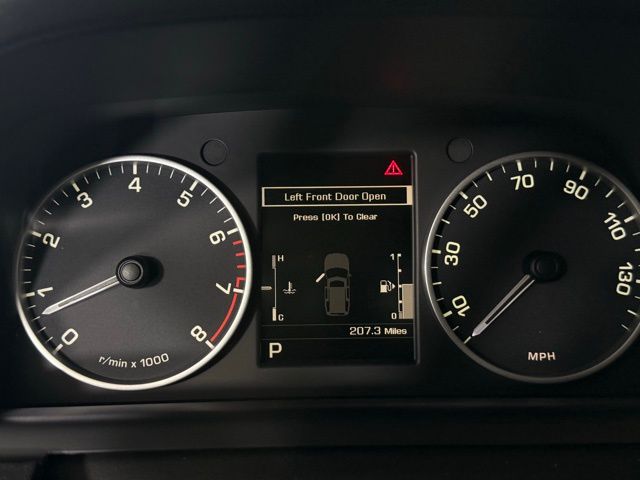 0
1
2
3
4
5
6
7
8
r/min x 1000
Left Front Door Open
Press [OK] To Clear
H
C
1
0
207.3 Miles
P
10
30
50
70
90
110
130
MPH